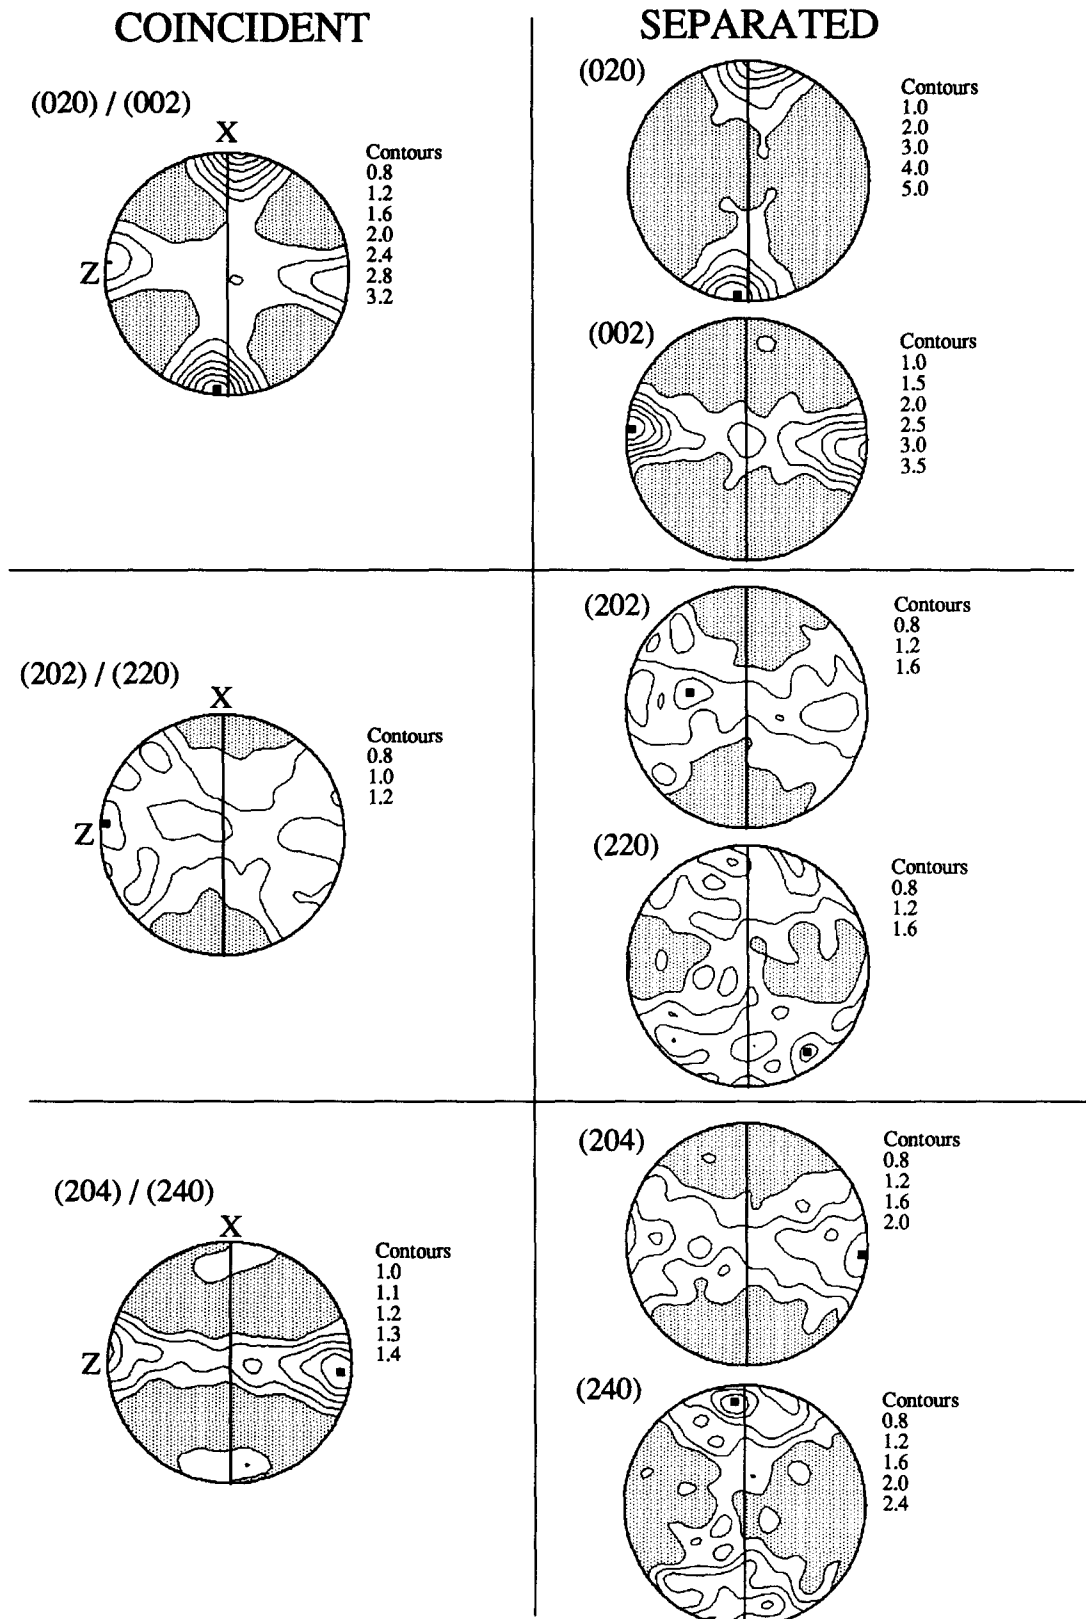 COINCIDENT
(020) / (002)
X
Z
Contours
0.8
1.2
1.6
2.0
2.4
2.8
3.2
SEPARATED
(020)
Contours
1.0
2.0
3.0
4.0
5.0
(002)
Contours
1.0
1.5
2.0
2.5
3.0
3.5
(202) / (220)
X
Z
Contours
0.8
1.0
1.2
(202)
Contours
0.8
1.2
1.6
(220)
Contours
0.8
1.2
1.6
(204) / (240)
X
Z
Contours
1.0
1.1
1.2
1.3
1.4
(204)
Contours
0.8
1.2
1.6
2.0
(240)
Contours
0.8
1.2
1.6
2.0
2.4